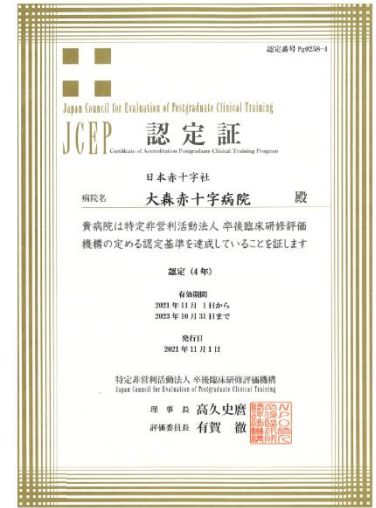 認定番号 Pg0258-4
Japan Council for Evaluation of Postgraduate Clinical Training
JCEP 認定証
Certificate of Accreditation Postgraduate Clinical Training Program
日本赤十字社
病院名 大森赤十字病院 殿
貴病院は特定非営利活動法人 卒後臨床研修評価
機構の定める認定基準を達成していることを証します
認定（4年）
有効期間
2021年11月 1日から
2025年10月31日まで
発行日
2021年11月1日
特定非営利活動法人 卒後臨床研修評価機構
Japan Council for Evaluation of Postgraduate Clinical Training
理 事 長 高久史麿
評価委員長 有賀 徹